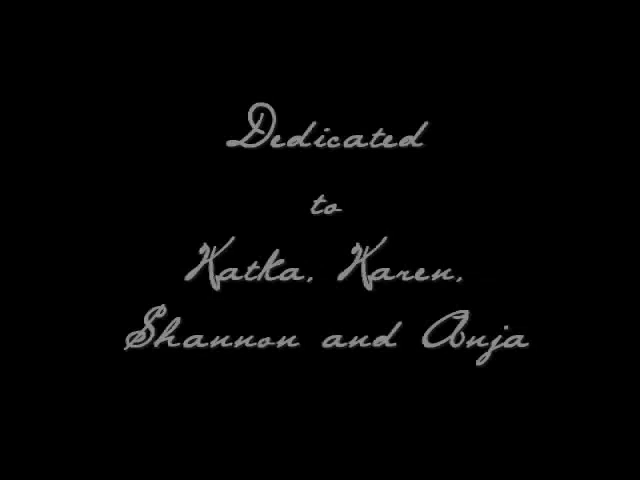 Dedicated
to
Katka, Karen,
Shannon and Anja